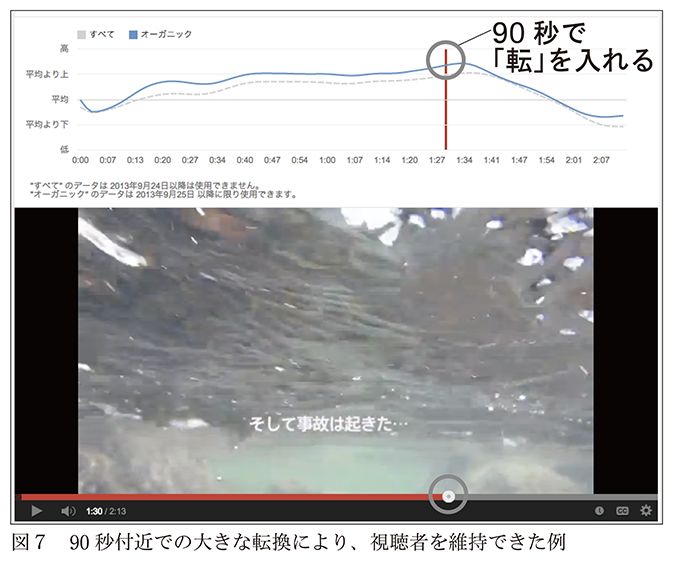 すべて オーガニック
90 秒で
「転」を入れる
高
平均より上
平均
平均より下
低
0:00 0:07 0:13 0:20 0:27 0:34 0:40 0:47 0:54 1:00 1:07 1:14 1:20 1:27 1:34 1:41 1:47 1:54 2:01 2:07
"すべて" のデータは 2013年9月24日以降は使用できません。
"オーガニック" のデータは 2013年9月25日 以降に限り使用できます。
そして事故は起きた…
1:30 / 2:13
CC
図7 90 秒付近での大きな転換により、視聴者を維持できた例